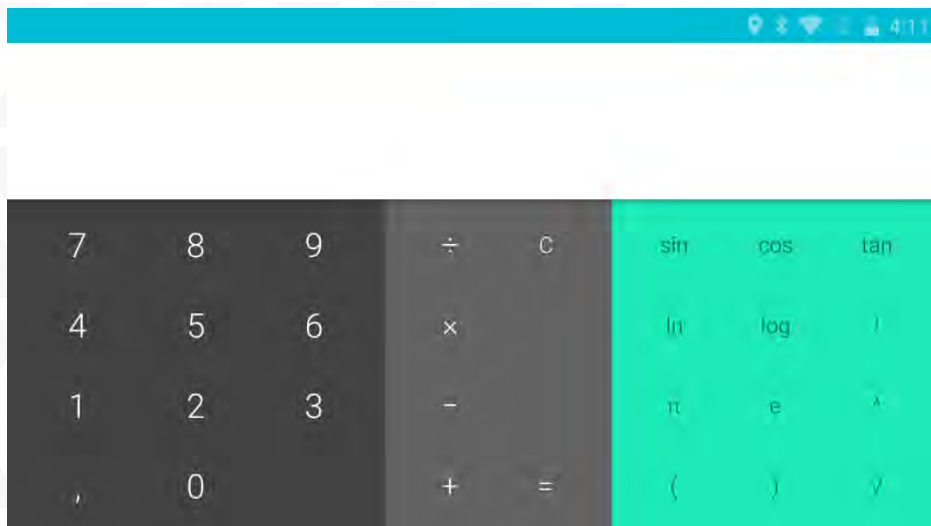 4:11
7 8 9 ÷ C sin cos tan
4 5 6 × ln log !
1 2 3 − π e ^
, 0 + = ( ) √